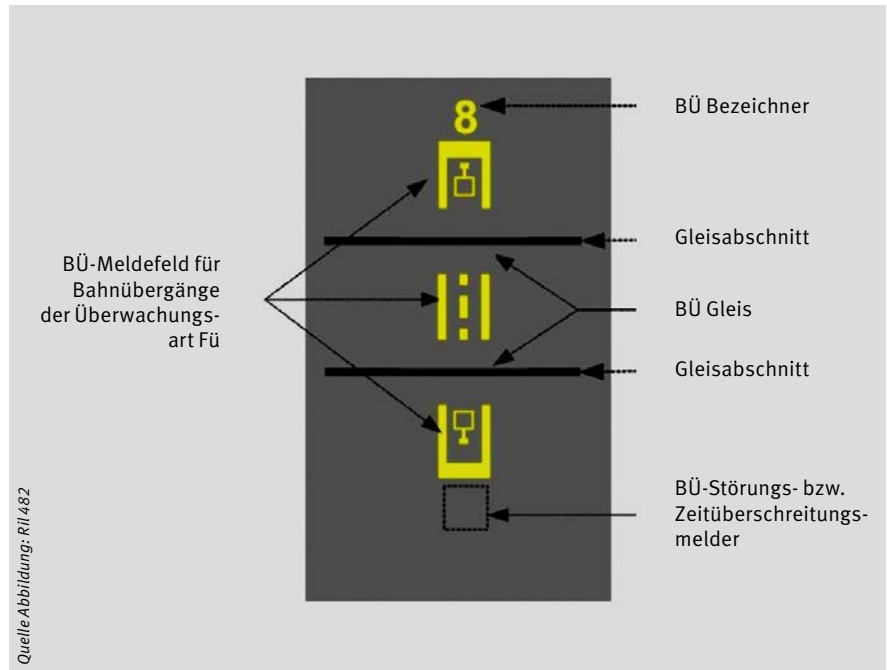 8
BÜ Bezeichner
Gleisabschnitt
BÜ-Meldefeld für
Bahnübergänge
der Überwachungs-
art Fü
BÜ Gleis
Gleisabschnitt
BÜ-Störungs- bzw.
Zeitüberschreitungs-
melder
Quelle Abbildung: Ril 482